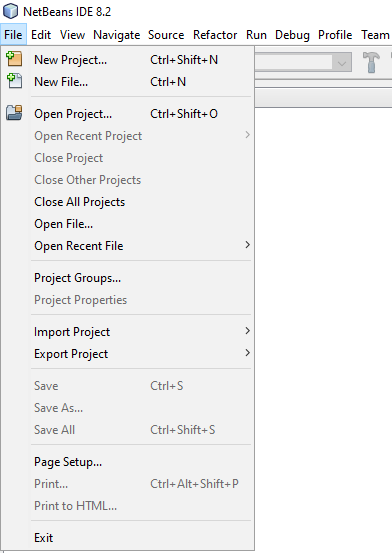 NetBeans IDE 8.2
File Edit View Navigate Source Refactor Run Debug Profile Team
New Project... Ctrl+Shift+N
New File... Ctrl+N
Open Project... Ctrl+Shift+O
Open Recent Project
Close Project
Close Other Projects
Close All Projects
Open File...
Open Recent File
Project Groups...
Project Properties
Import Project
Export Project
Save Ctrl+S
Save As...
Save All Ctrl+Shift+S
Page Setup...
Print... Ctrl+Alt+Shift+P
Print to HTML...
Exit